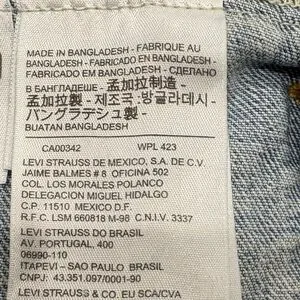 MADE IN BANGLADESH - FABRIQUE AU
BANGLADESH - FABRICADO EN BANGLADESH -
FABRICADO EM BANGLADESH - СДЕЛАНО
В БАНГЛАДЕШЕ - 孟加拉制造 -
孟加拉製 - 제조국 :방글라데시 -
バングラデシュ製 -
BUATAN BANGLADESH
CA00342 WPL 423
LEVI STRAUSS DE MEXICO, S.A. DE C.V.
JAIME BALMES # 8 OFICINA 502
COL. LOS MORALES POLANCO
DELEGACION MIGUEL HIDALGO
C.P. 11510 MEXICO D.F.
R.F.C. LSM 660818 M-98 C.N.I.V. 3337
LEVI STRAUSS DO BRASIL
AV. PORTUGAL, 400
06990-110
ITAPEVI – SAO PAULO BRASIL
CNPJ: 43.351.097/0001-90
LEVI STRAUSS & CO. EU SCA/CVA